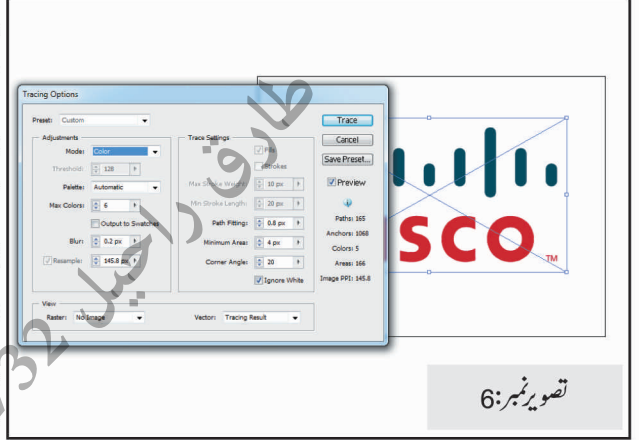 Tracing Options
Preset: Custom
Adjustments
Mode: Color
Threshold: 128
Palette: Automatic
Max Colors: 6
Output to Swatches
Blur: 0.2 px
Resample: 145.8 px
Trace Settings
Fills
Strokes
Max Stroke Weight: 10 px
Min Stroke Length: 20 px
Path Fitting: 0.8 px
Minimum Area: 4 px
Corner Angle: 20
Ignore White
View
Raster: No Image
Vector: Tracing Result
Trace
Cancel
Save Preset...
Preview
Paths: 165
Anchors: 1068
Colors: 5
Areas: 166
Image PPI: 145.8
SCO
TM
طارق راحیل
732
تصویرنمبر:6